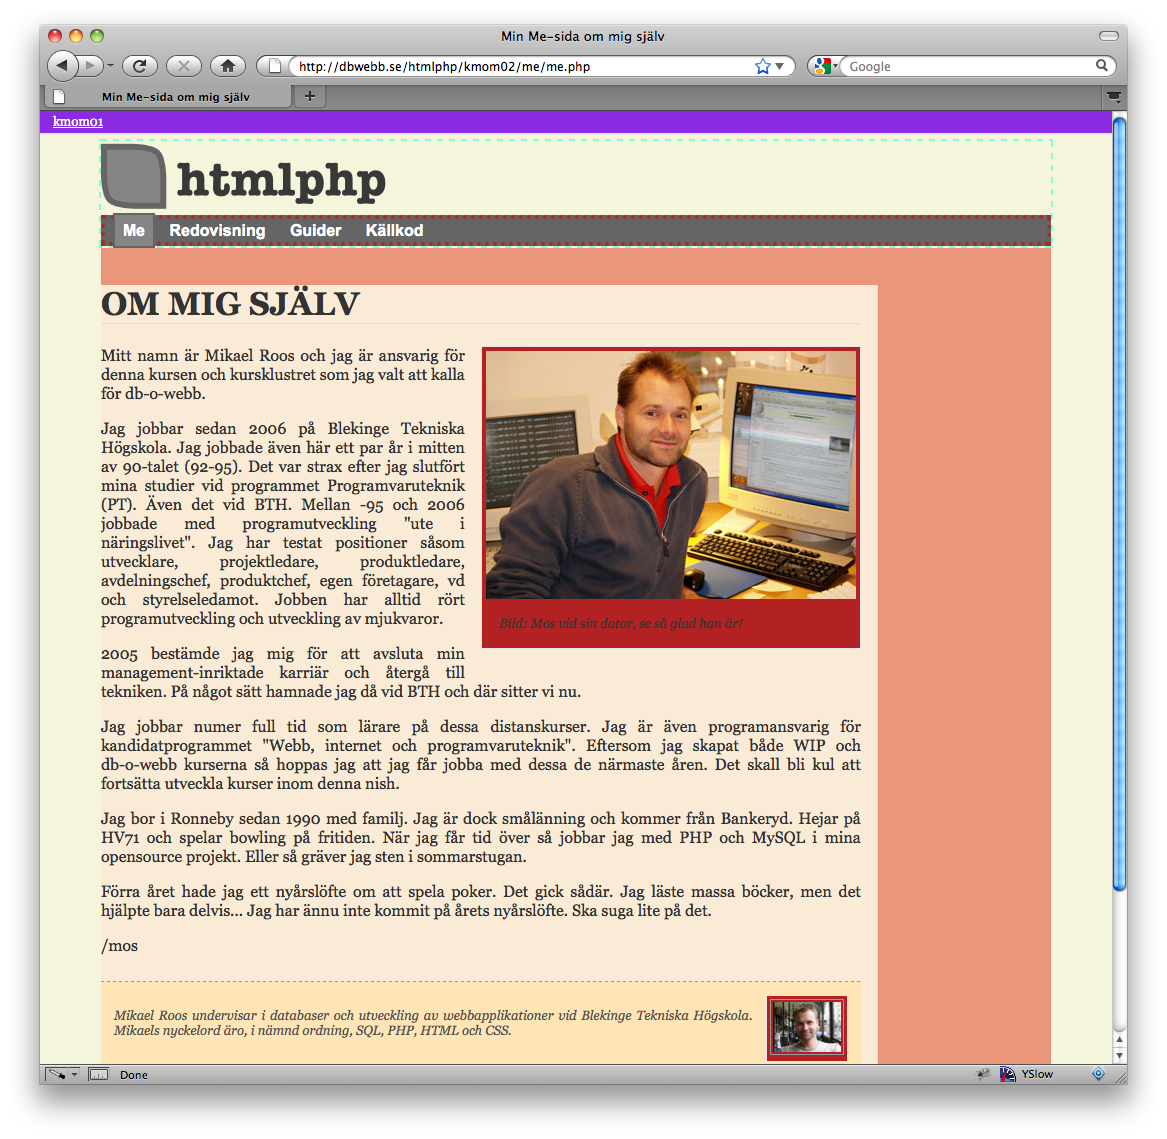 Min Me-sida om mig själv
http://dbwebb.se/htmlphp/kmom02/me/me.php
Google
Min Me-sida om mig själv
kmom01
htmlphp
Me Redovisning Guider Källkod
OM MIG SJÄLV
Mitt namn är Mikael Roos och jag är ansvarig för
denna kursen och kursklustret som jag valt att kalla
för db-o-webb.
Jag jobbar sedan 2006 på Blekinge Tekniska
Högskola. Jag jobbade även här ett par år i mitten
av 90-talet (92-95). Det var strax efter jag slutfört
mina studier vid programmet Programvaruteknik
(PT). Även det vid BTH. Mellan -95 och 2006
jobbade med programutveckling "ute i
näringslivet". Jag har testat positioner såsom
utvecklare, projektledare, produktledare,
avdelningschef, produktchef, egen företagare, vd
och styrelseledamot. Jobben har alltid rört
programutveckling och utveckling av mjukvaror.
Bild: Mos vid sin dator, se så glad han är!
2005 bestämde jag mig för att avsluta min
management-inriktade karriär och återgå till
tekniken. På något sätt hamnade jag då vid BTH och där sitter vi nu.
Jag jobbar numer full tid som lärare på dessa distanskurser. Jag är även programansvarig för
kandidatprogrammet "Webb, internet och programvaruteknik". Eftersom jag skapat både WIP och
db-o-webb kurserna så hoppas jag att jag får jobba med dessa de närmaste åren. Det skall bli kul att
fortsätta utveckla kurser inom denna nish.
Jag bor i Ronneby sedan 1990 med familj. Jag är dock smålänning och kommer från Bankeryd. Hejar på
HV71 och spelar bowling på fritiden. När jag får tid över så jobbar jag med PHP och MySQL i mina
opensource projekt. Eller så gräver jag sten i sommarstugan.
Förra året hade jag ett nyårslöfte om att spela poker. Det gick sådär. Jag läste massa böcker, men det
hjälpte bara delvis... Jag har ännu inte kommit på årets nyårslöfte. Ska suga lite på det.
/mos
Mikael Roos undervisar i databaser och utveckling av webbapplikationer vid Blekinge Tekniska Högskola.
Mikaels nyckelord äro, i nämnd ordning, SQL, PHP, HTML och CSS.
Done
YSlow